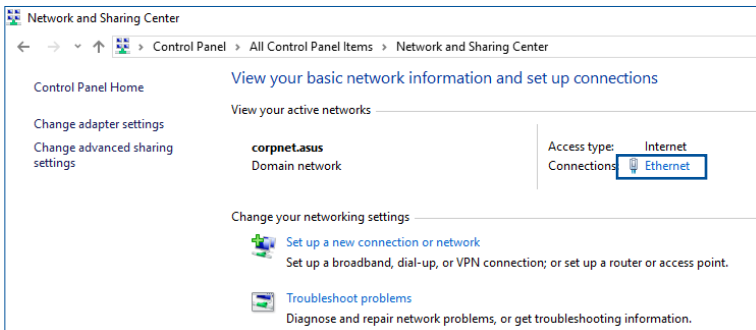 Network and Sharing Center
Control Panel > All Control Panel Items > Network and Sharing Center
Control Panel Home
Change adapter settings
Change advanced sharing
settings
View your basic network information and set up connections
View your active networks
corpnet.asus
Domain network
Access type: Internet
Connections: Ethernet
Change your networking settings
Set up a new connection or network
Set up a broadband, dial-up, or VPN connection; or set up a router or access point.
Troubleshoot problems
Diagnose and repair network problems, or get troubleshooting information.